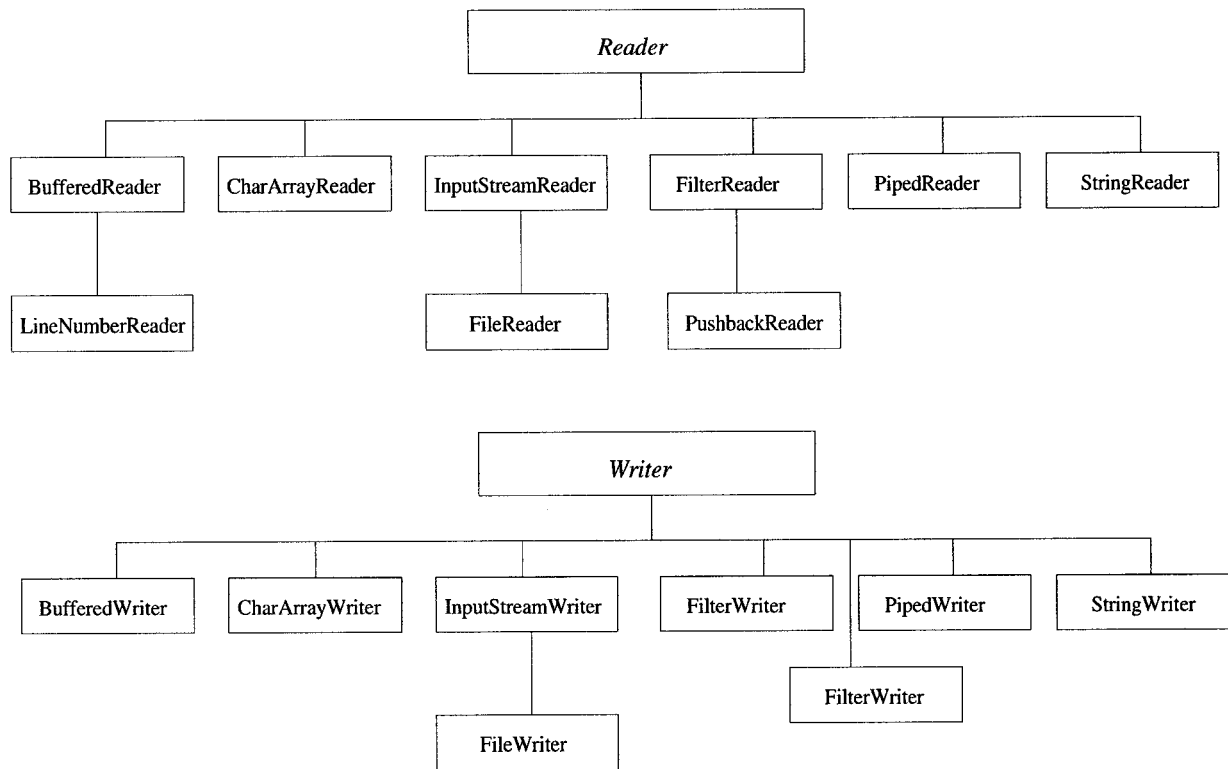 Reader
BufferedReader
CharArrayReader
InputStreamReader
FilterReader
PipedReader
StringReader
LineNumberReader
FileReader
PushbackReader
Writer
BufferedWriter
CharArrayWriter
InputStreamWriter
FilterWriter
PipedWriter
StringWriter
FilterWriter
FileWriter